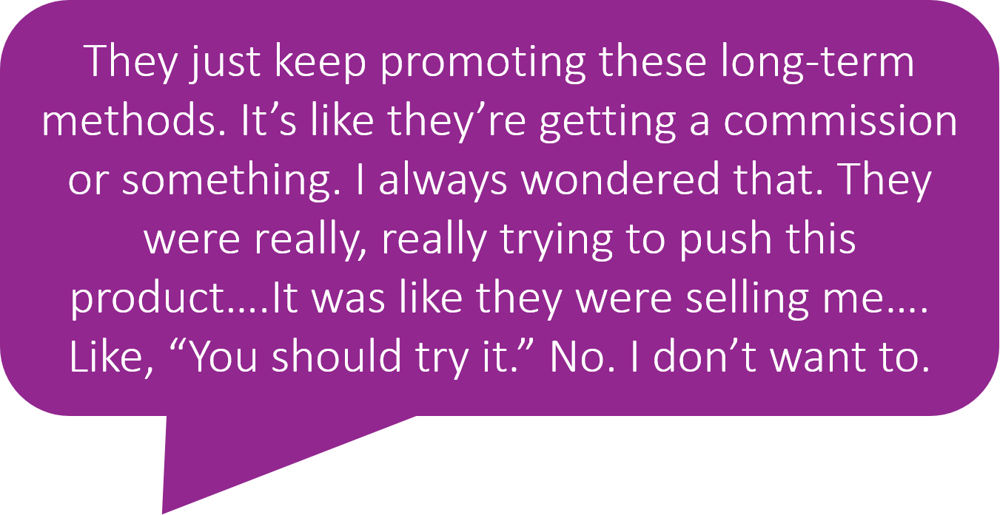 They just keep promoting these long-term
methods. It’s like they’re getting a commission
or something. I always wondered that. They
were really, really trying to push this
product….It was like they were selling me….
Like, “You should try it.” No. I don’t want to.